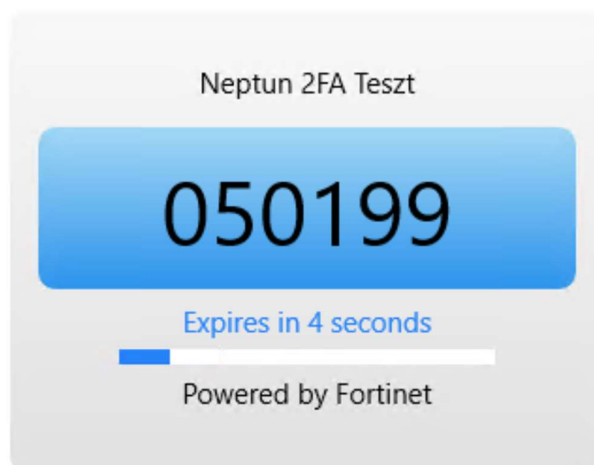 Neptun 2FA Teszt
050199
Expires in 4 seconds
Powered by Fortinet